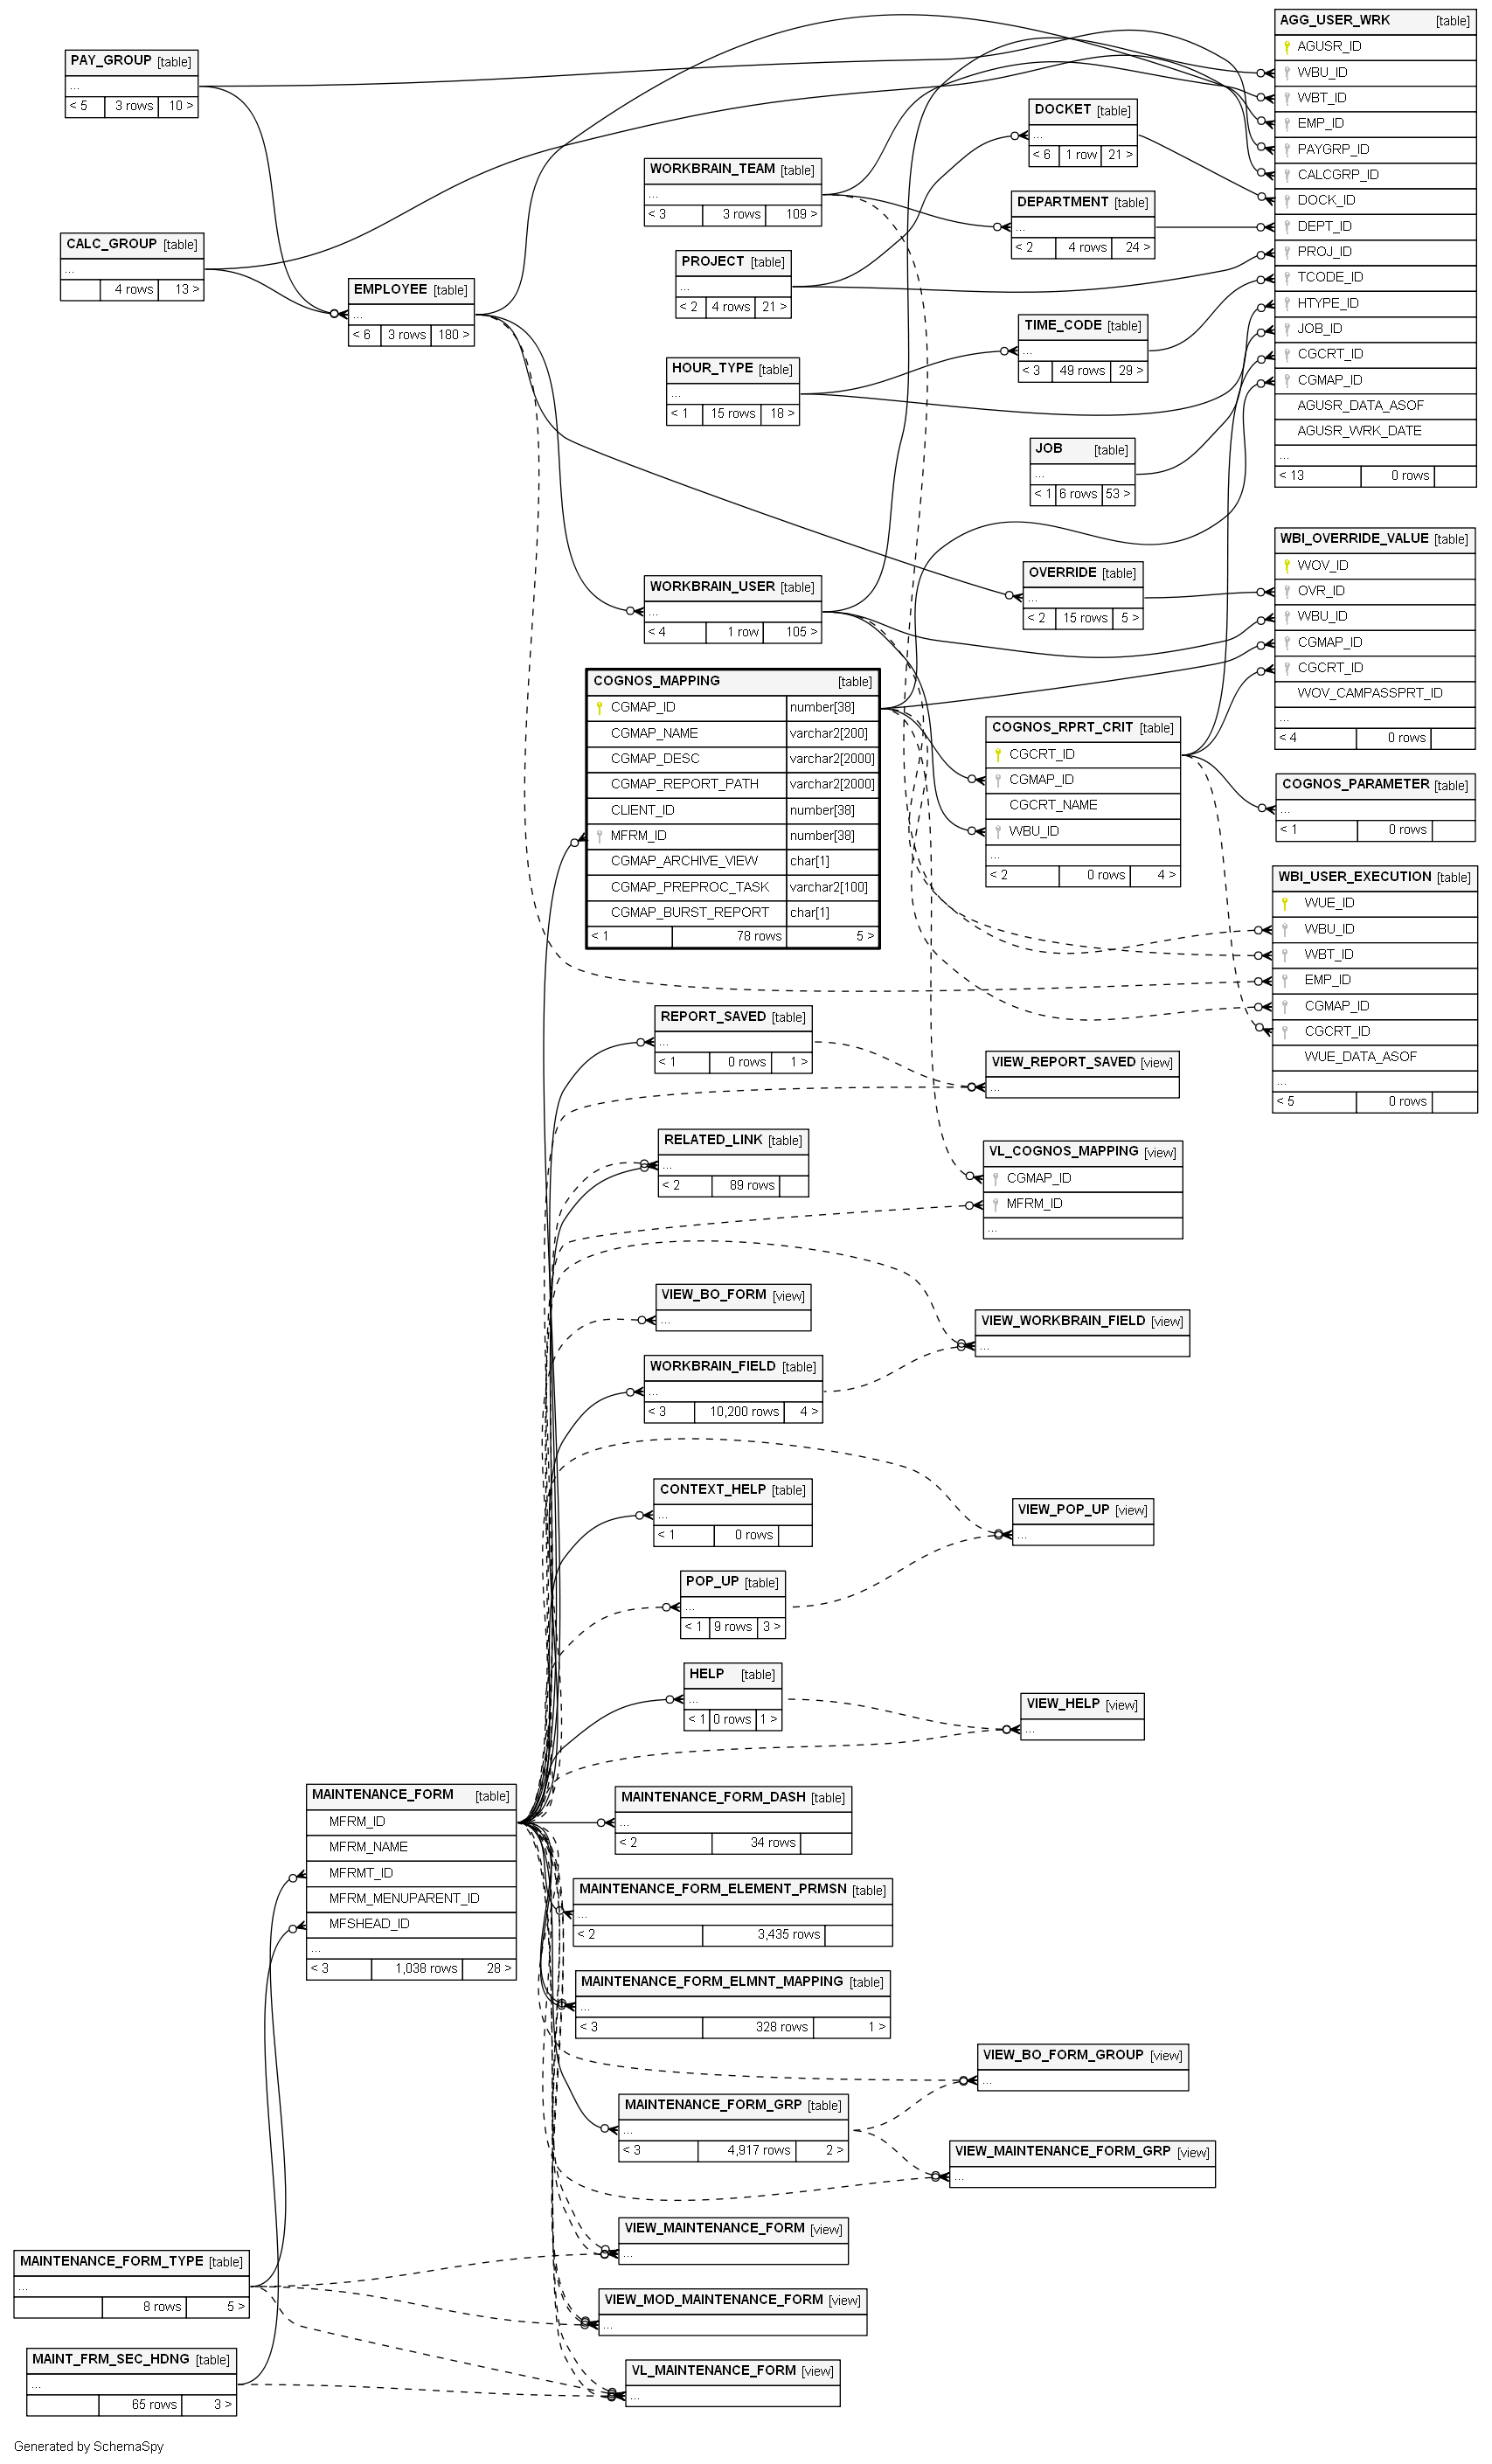 PAY_GROUP [table]
...
< 5 3 rows 10 >
CALC_GROUP [table]
...
4 rows 13 >
EMPLOYEE [table]
...
< 6 3 rows 180 >
WORKBRAIN_TEAM [table]
...
< 3 3 rows 109 >
PROJECT [table]
...
< 2 4 rows 21 >
HOUR_TYPE [table]
...
< 1 15 rows 18 >
DOCKET [table]
...
< 6 1 row 21 >
DEPARTMENT [table]
...
< 2 4 rows 24 >
TIME_CODE [table]
...
< 3 49 rows 29 >
JOB [table]
...
< 1 6 rows 53 >
AGG_USER_WRK [table]
AGUSR_ID
WBU_ID
WBT_ID
EMP_ID
PAYGRP_ID
CALCGRP_ID
DOCK_ID
DEPT_ID
PROJ_ID
TCODE_ID
HTYPE_ID
JOB_ID
CGCRT_ID
CGMAP_ID
AGUSR_DATA_ASOF
AGUSR_WRK_DATE
...
< 13 0 rows
WORKBRAIN_USER [table]
...
< 4 1 row 105 >
OVERRIDE [table]
...
< 2 15 rows 5 >
WBI_OVERRIDE_VALUE [table]
WOV_ID
OVR_ID
WBU_ID
CGMAP_ID
CGCRT_ID
WOV_CAMPASSPRT_ID
...
< 4 0 rows
COGNOS_MAPPING [table]
CGMAP_ID number[38]
CGMAP_NAME varchar2[200]
CGMAP_DESC varchar2[2000]
CGMAP_REPORT_PATH varchar2[2000]
CLIENT_ID number[38]
MFRM_ID number[38]
CGMAP_ARCHIVE_VIEW char[1]
CGMAP_PREPROC_TASK varchar2[100]
CGMAP_BURST_REPORT char[1]
< 1 78 rows 5 >
COGNOS_RPRT_CRIT [table]
CGCRT_ID
CGMAP_ID
CGCRT_NAME
WBU_ID
...
< 2 0 rows 4 >
COGNOS_PARAMETER [table]
...
< 1 0 rows
WBI_USER_EXECUTION [table]
WUE_ID
WBU_ID
WBT_ID
EMP_ID
CGMAP_ID
CGCRT_ID
WUE_DATA_ASOF
...
< 5 0 rows
REPORT_SAVED [table]
...
< 1 0 rows 1 >
VIEW_REPORT_SAVED [view]
...
RELATED_LINK [table]
...
< 2 89 rows
VL_COGNOS_MAPPING [view]
CGMAP_ID
MFRM_ID
...
VIEW_BO_FORM [view]
...
VIEW_WORKBRAIN_FIELD [view]
...
WORKBRAIN_FIELD [table]
...
< 3 10,200 rows 4 >
CONTEXT_HELP [table]
...
< 1 0 rows
VIEW_POP_UP [view]
...
POP_UP [table]
...
< 1 9 rows 3 >
HELP [table]
...
< 1 0 rows 1 >
VIEW_HELP [view]
...
MAINTENANCE_FORM [table]
MFRM_ID
MFRM_NAME
MFRMT_ID
MFRM_MENUPARENT_ID
MFSHEAD_ID
...
< 3 1,038 rows 28 >
MAINTENANCE_FORM_DASH [table]
...
< 2 34 rows
MAINTENANCE_FORM_ELEMENT_PRMSN [table]
...
< 2 3,435 rows
MAINTENANCE_FORM_ELMNT_MAPPING [table]
...
< 3 328 rows 1 >
VIEW_BO_FORM_GROUP [view]
...
MAINTENANCE_FORM_GRP [table]
...
< 3 4,917 rows 2 >
VIEW_MAINTENANCE_FORM_GRP [view]
...
VIEW_MAINTENANCE_FORM [view]
...
MAINTENANCE_FORM_TYPE [table]
...
8 rows 5 >
VIEW_MOD_MAINTENANCE_FORM [view]
...
MAINT_FRM_SEC_HDNG [table]
...
65 rows 3 >
VL_MAINTENANCE_FORM [view]
...
Generated by SchemaSpy